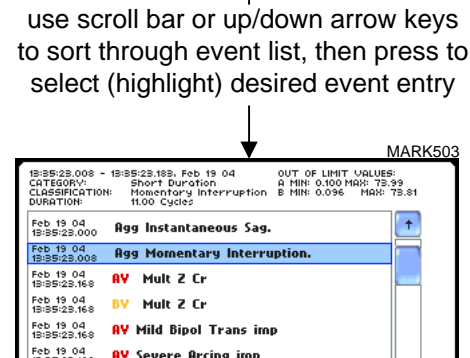 use scroll bar or up/down arrow keys
to sort through event list, then press to
select (highlight) desired event entry
MARK503
13:35:23.008 - 13:35:23.183, Feb 19 04 OUT OF LIMIT VALUES:
CATEGORY: Short Duration A MIN: 0.100 MAX: 73.99
CLASSIFICATION: Momentary Interruption B MIN: 0.096 MAX: 73.81
DURATION: 11.00 Cycles
Feb 19 04
13:35:23.000 Agg Instantaneous Sag.
Feb 19 04
13:35:23.008 Agg Momentary Interruption.
Feb 19 04
13:35:23.168 AV Mult Z Cr
Feb 19 04
13:35:23.168 BV Mult Z Cr
Feb 19 04
13:35:23.168 AV Mild Bipol Trans imp
Feb 19 04
AV Severe Arcing imp